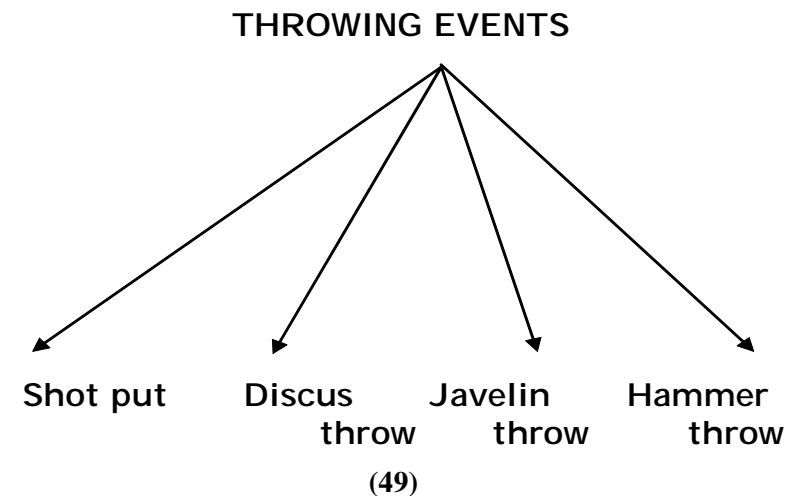 THROWING EVENTS
Shot put Discus throw Javelin throw Hammer throw
(49)